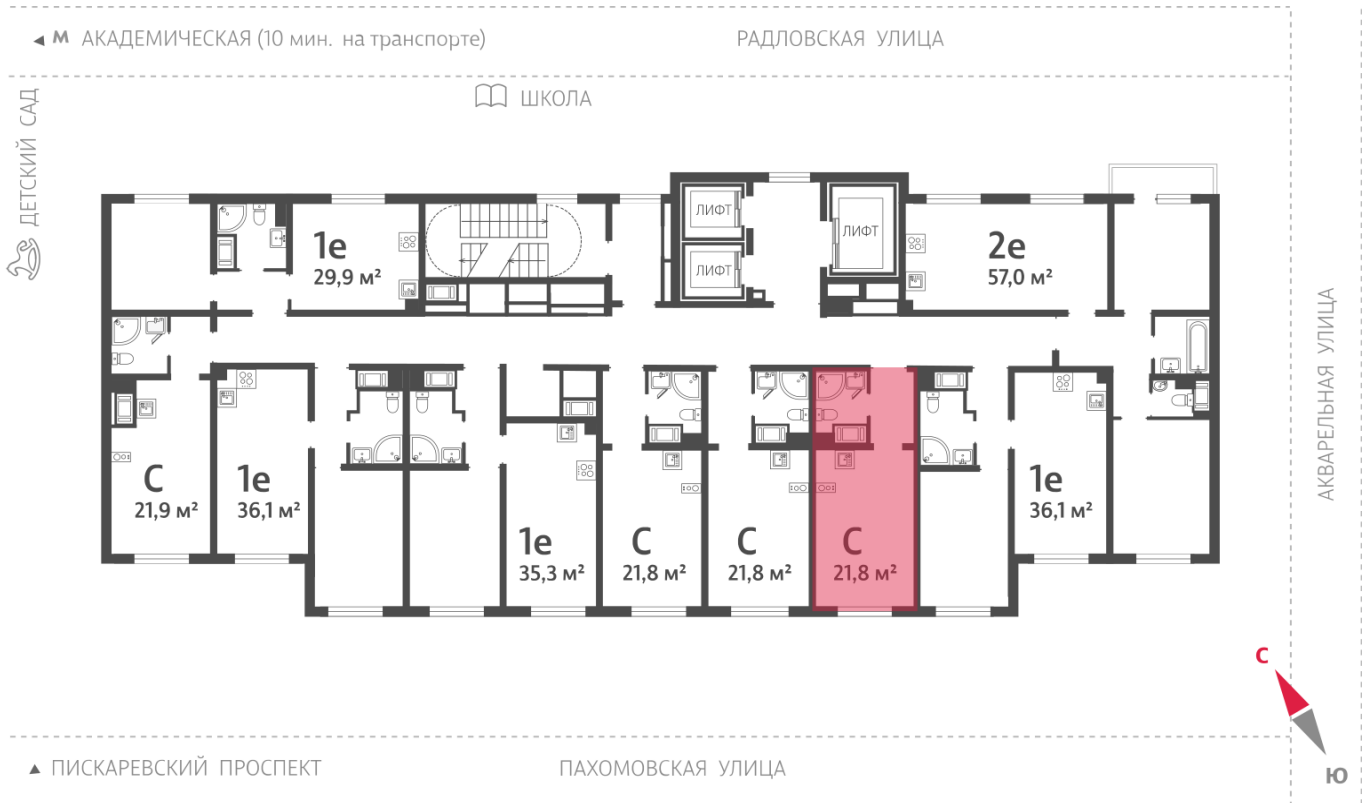 М АКАДЕМИЧЕСКАЯ (10 мин. на транспорте)
РАДЛОВСКАЯ УЛИЦА
ШКОЛА
ДЕТСКИЙ САД
1е
29,9 м²
ЛИФТ
ЛИФТ
ЛИФТ
2е
57,0 м²
АКВАРЕЛЬНАЯ УЛИЦА
С
21,9 м²
1е
36,1 м²
1е
35,3 м²
С
21,8 м²
С
21,8 м²
С
21,8 м²
1е
36,1 м²
С
Ю
ПИСКАРЕВСКИЙ ПРОСПЕКТ
ПАХОМОВСКАЯ УЛИЦА